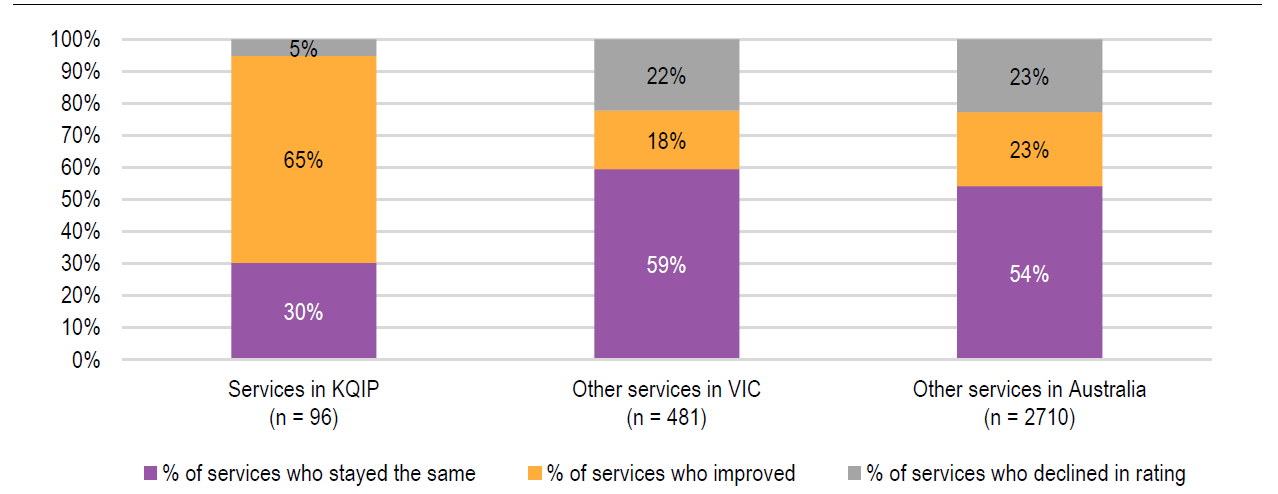 100%
90%
80%
70%
60%
50%
40%
30%
20%
10%
0%
5%
65%
30%
22%
18%
59%
23%
23%
54%
Services in KQIP
(n = 96)
Other services in VIC
(n = 481)
Other services in Australia
(n = 2710)
% of services who stayed the same
% of services who improved
% of services who declined in rating